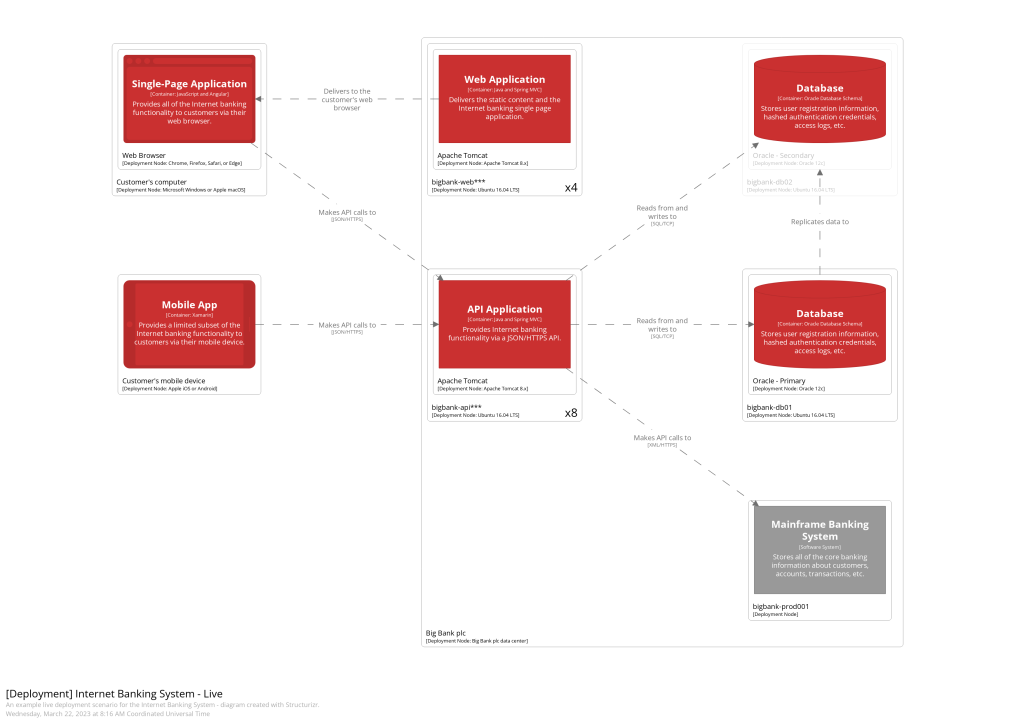 Single-Page Application
[Container: JavaScript and Angular]
Provides all of the Internet banking
functionality to customers via their
web browser.
Web Browser
[Deployment Node: Chrome, Firefox, Safari, or Edge]
Customer's computer
[Deployment Node: Microsoft Windows or Apple macOS]
Delivers to the
customer's web
browser
Web Application
[Container: Java and Spring MVC]
Delivers the static content and the
Internet banking single page
application.
Apache Tomcat
[Deployment Node: Apache Tomcat 8.x]
bigbank-web***
[Deployment Node: Ubuntu 16.04 LTS]
x4
Database
[Container: Oracle Database Schema]
Stores user registration information,
hashed authentication credentials,
access logs, etc.
Oracle - Secondary
[Deployment Node: Oracle 12c]
bigbank-db02
[Deployment Node: Ubuntu 16.04 LTS]
Makes API calls to
[JSON/HTTPS]
Reads from and
writes to
[SQL/TCP]
Replicates data to
Mobile App
[Container: Xamarin]
Provides a limited subset of the
Internet banking functionality to
customers via their mobile device.
Customer's mobile device
[Deployment Node: Apple iOS or Android]
Makes API calls to
[JSON/HTTPS]
API Application
[Container: Java and Spring MVC]
Provides Internet banking
functionality via a JSON/HTTPS API.
Apache Tomcat
[Deployment Node: Apache Tomcat 8.x]
bigbank-api***
[Deployment Node: Ubuntu 16.04 LTS]
x8
Reads from and
writes to
[SQL/TCP]
Database
[Container: Oracle Database Schema]
Stores user registration information,
hashed authentication credentials,
access logs, etc.
Oracle - Primary
[Deployment Node: Oracle 12c]
bigbank-db01
[Deployment Node: Ubuntu 16.04 LTS]
Makes API calls to
[XML/HTTPS]
Mainframe Banking
System
[Software System]
Stores all of the core banking
information about customers,
accounts, transactions, etc.
bigbank-prod001
[Deployment Node]
Big Bank plc
[Deployment Node: Big Bank plc data center]
[Deployment] Internet Banking System - Live
An example live deployment scenario for the Internet Banking System - diagram created with Structurizr.
Wednesday, March 22, 2023 at 8:16 AM Coordinated Universal Time